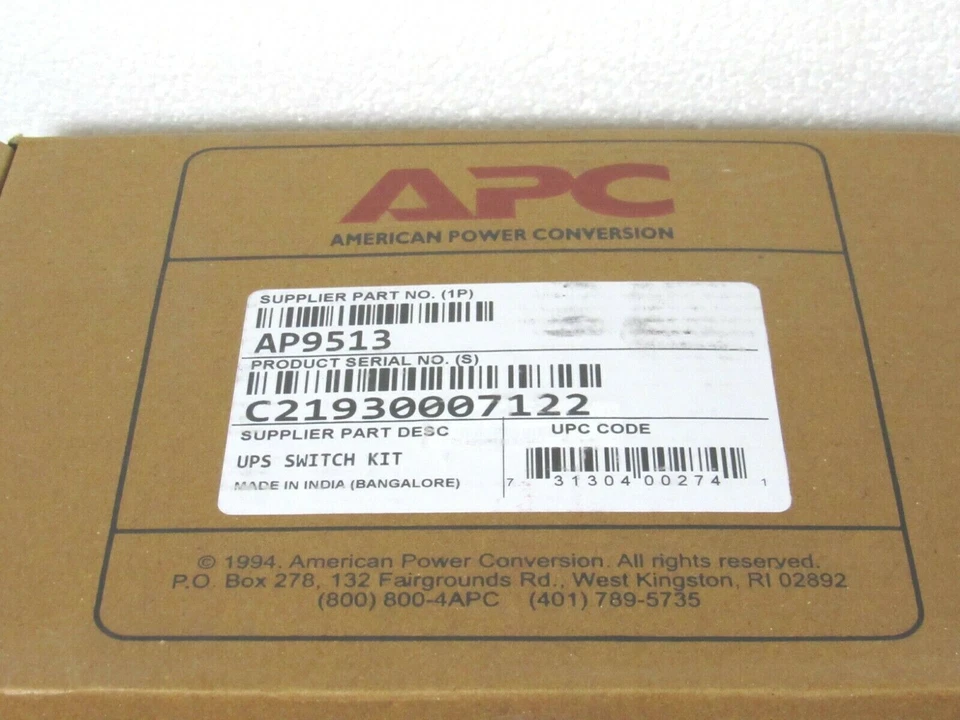 APC
AMERICAN POWER CONVERSION
SUPPLIER PART NO. (1P)
AP9513
PRODUCT SERIAL NO. (S)
C21930007122
SUPPLIER PART DESC
UPC CODE
UPS SWITCH KIT
MADE IN INDIA (BANGALORE)
7 31304 00274 1
© 1994. American Power Conversion. All rights reserved.
P.O. Box 278, 132 Fairgrounds Rd., West Kingston, RI 02892
(800) 800-4APC (401) 789-5735